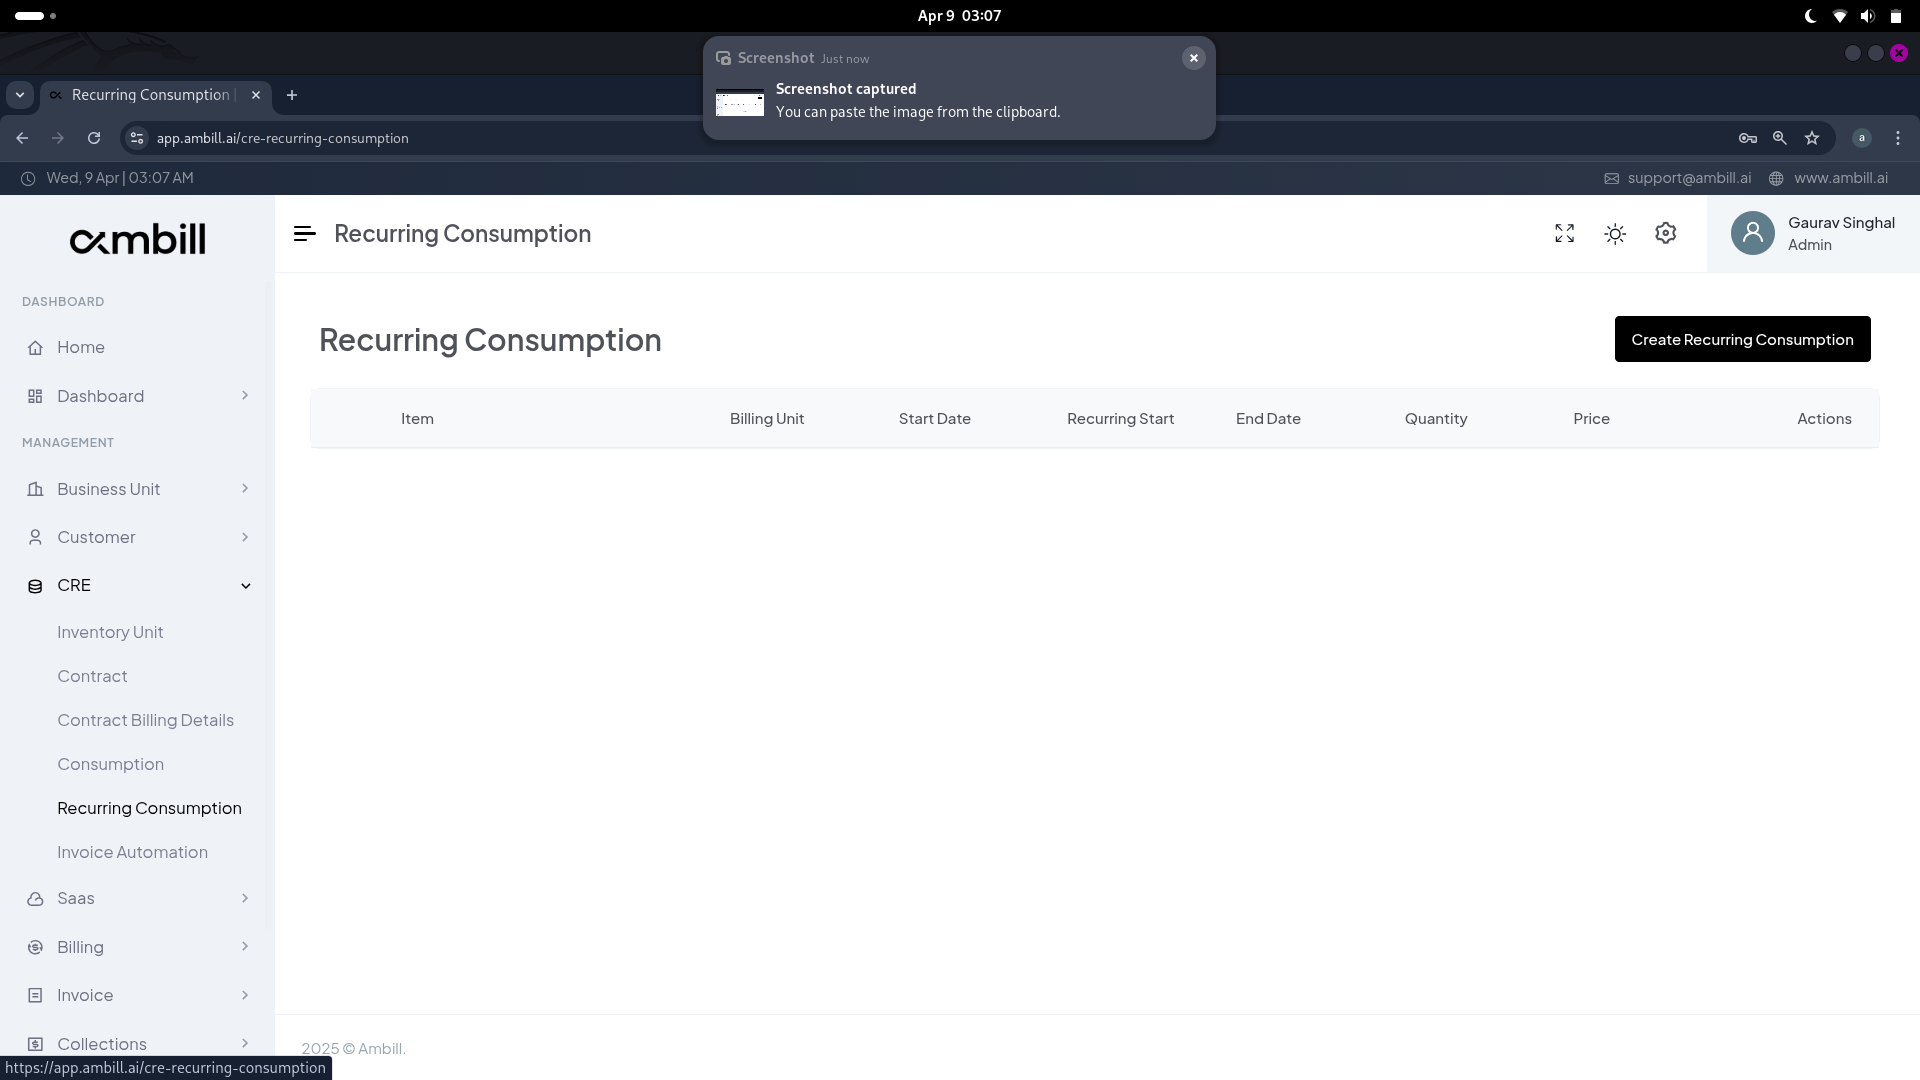 Apr 9 03:07
Screenshot Just now
Screenshot captured
You can paste the image from the clipboard.
Recurring Consumption |
app.ambill.ai/cre-recurring-consumption
a
Wed, 9 Apr | 03:07 AM
support@ambill.ai
www.ambill.ai
ambill
Recurring Consumption
Gaurav Singhal
Admin
DASHBOARD
Home
Dashboard
MANAGEMENT
Business Unit
Customer
CRE
Inventory Unit
Contract
Contract Billing Details
Consumption
Recurring Consumption
Invoice Automation
Saas
Billing
Invoice
Collections
Recurring Consumption
Create Recurring Consumption
Item Billing Unit Start Date Recurring Start End Date Quantity Price Actions
2025 © Ambill.
https://app.ambill.ai/cre-recurring-consumption